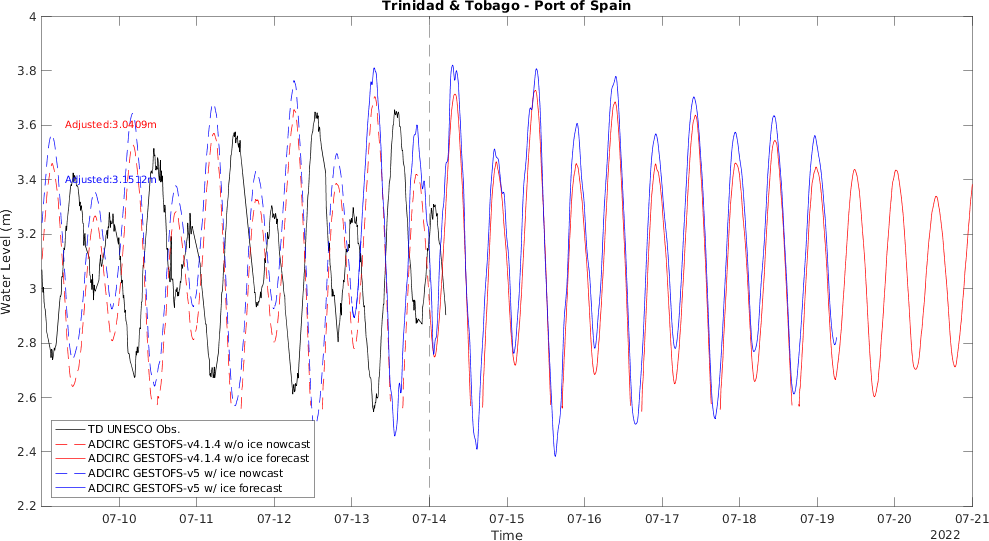 Trinidad & Tobago - Port of Spain
4
3.8
3.6
3.4
3.2
3
2.8
2.6
2.4
2.2
Water Level (m)
Adjusted:3.0409m
Adjusted:3.1512m
TD UNESCO Obs.
ADCIRC GESTOFS-v4.1.4 w/o ice nowcast
ADCIRC GESTOFS-v4.1.4 w/o ice forecast
ADCIRC GESTOFS-v5 w/ ice nowcast
ADCIRC GESTOFS-v5 w/ ice forecast
07-10 07-11 07-12 07-13 07-14 07-15 07-16 07-17 07-18 07-19 07-20 07-21
Time
2022